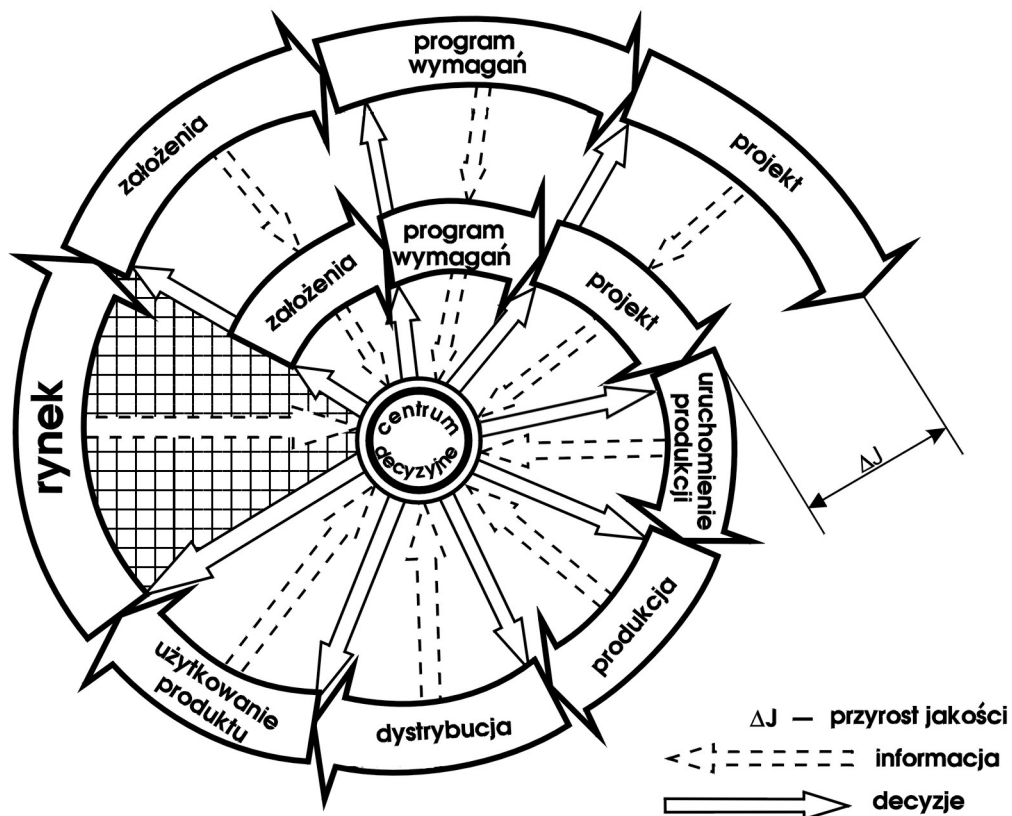 program
wymagań
założenia
projekt
program
wymagań
założenia
projekt
rynek
centrum
decyzyjne
uruchomienie
produkcji
ΔJ
produkcja
użytkowanie
produktu
dystrybucja
ΔJ – przyrost jakości
informacja
decyzje